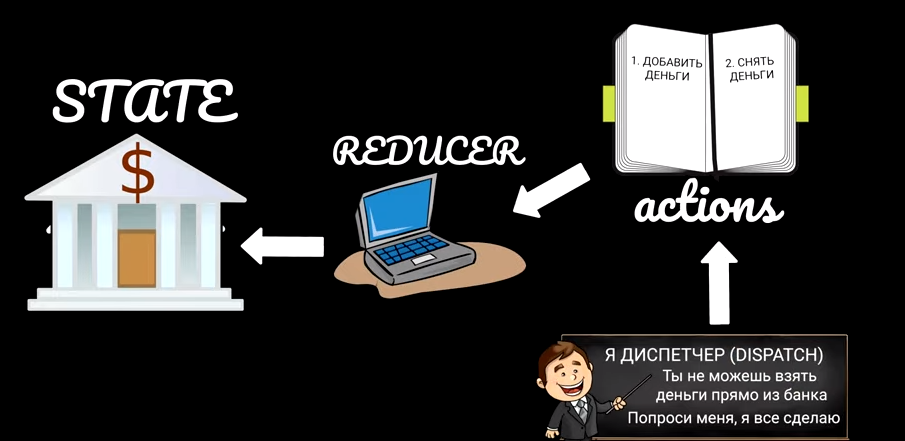 STATE
$
REDUCER
1. ДОБАВИТЬ
ДЕНЬГИ
2. СНЯТЬ
ДЕНЬГИ
actions
Я ДИСПЕТЧЕР (DISPATCH)
Ты не можешь взять
деньги прямо из банка
Попроси меня, я все сделаю